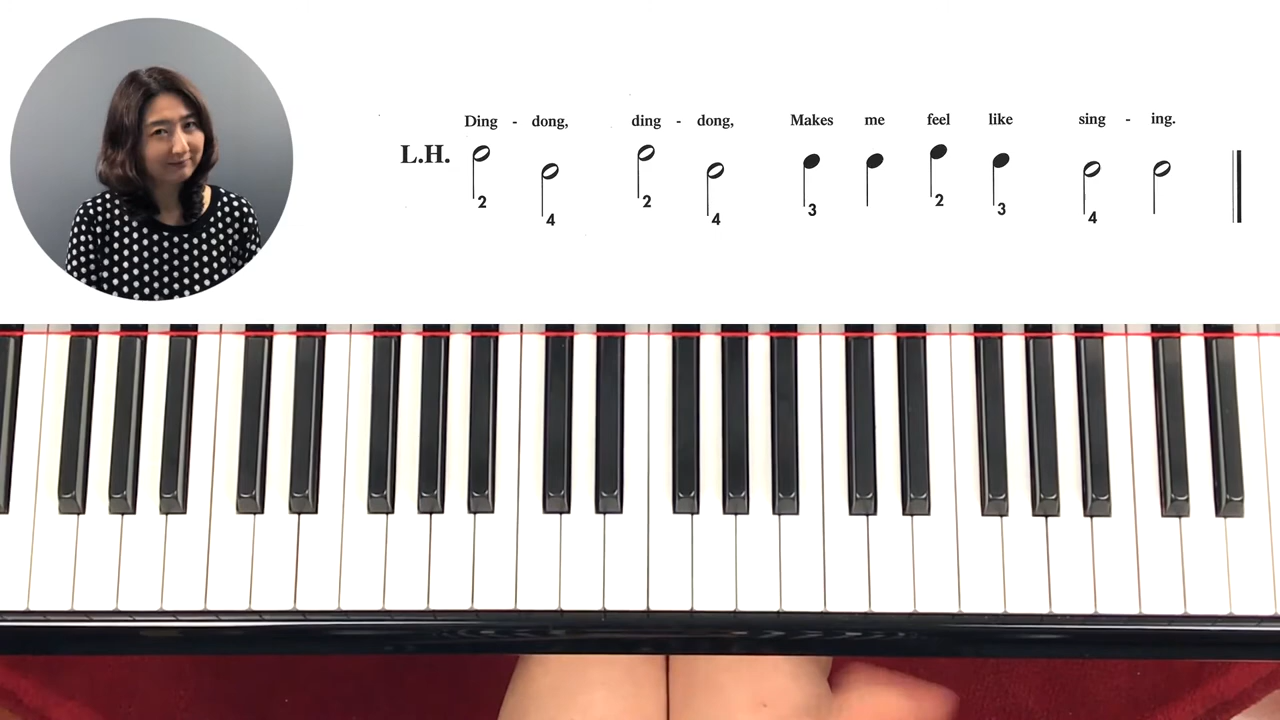 Ding - dong, ding - dong, Makes me feel like sing - ing.
L.H.
2 4 2 4 3 2 3 4